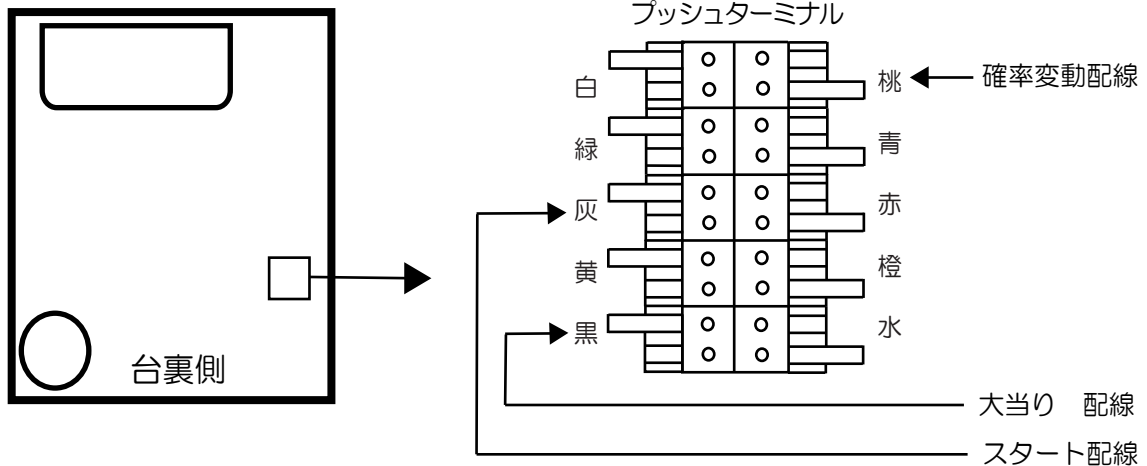 プッシュターミナル
白
桃
確率変動配線
緑
青
灰
赤
黄
橙
黒
水
台裏側
大当り 配線
スタート配線